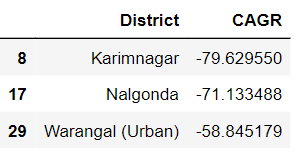 District CAGR
8 Karimnagar -79.629550
17 Nalgonda -71.133488
29 Warangal (Urban) -58.845179